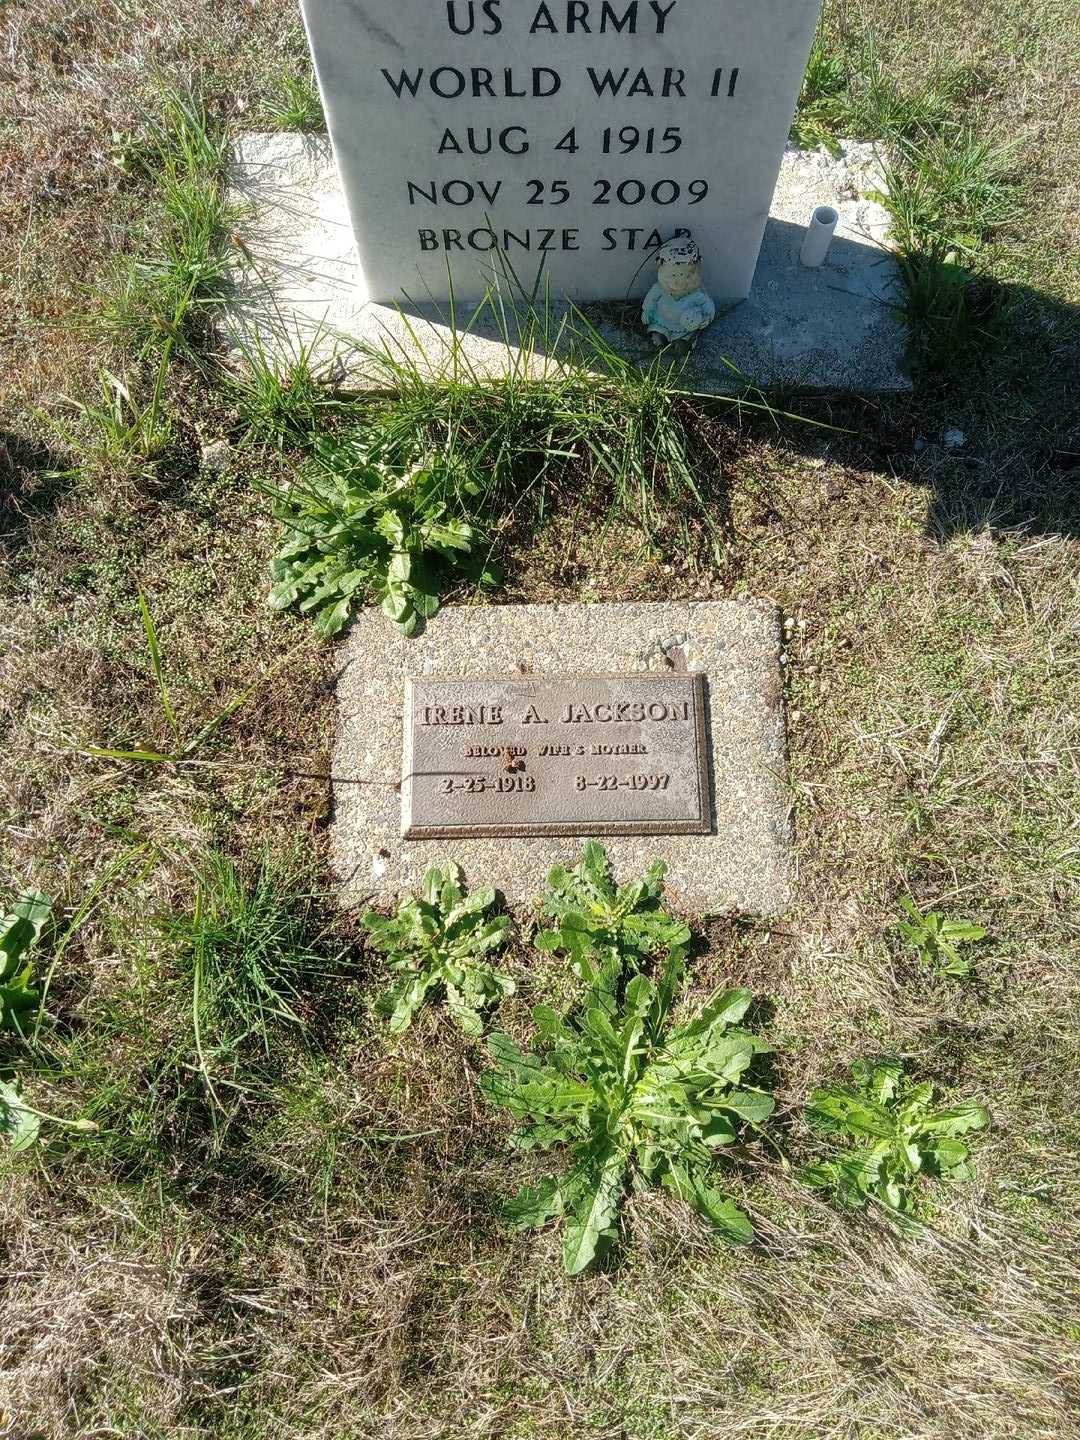 US ARMY
WORLD WAR II
AUG 4 1915
NOV 25 2009
BRONZE STAR
IRENE A. JACKSON
BELOVED WIFE & MOTHER
2-25-1918 8-22-1997